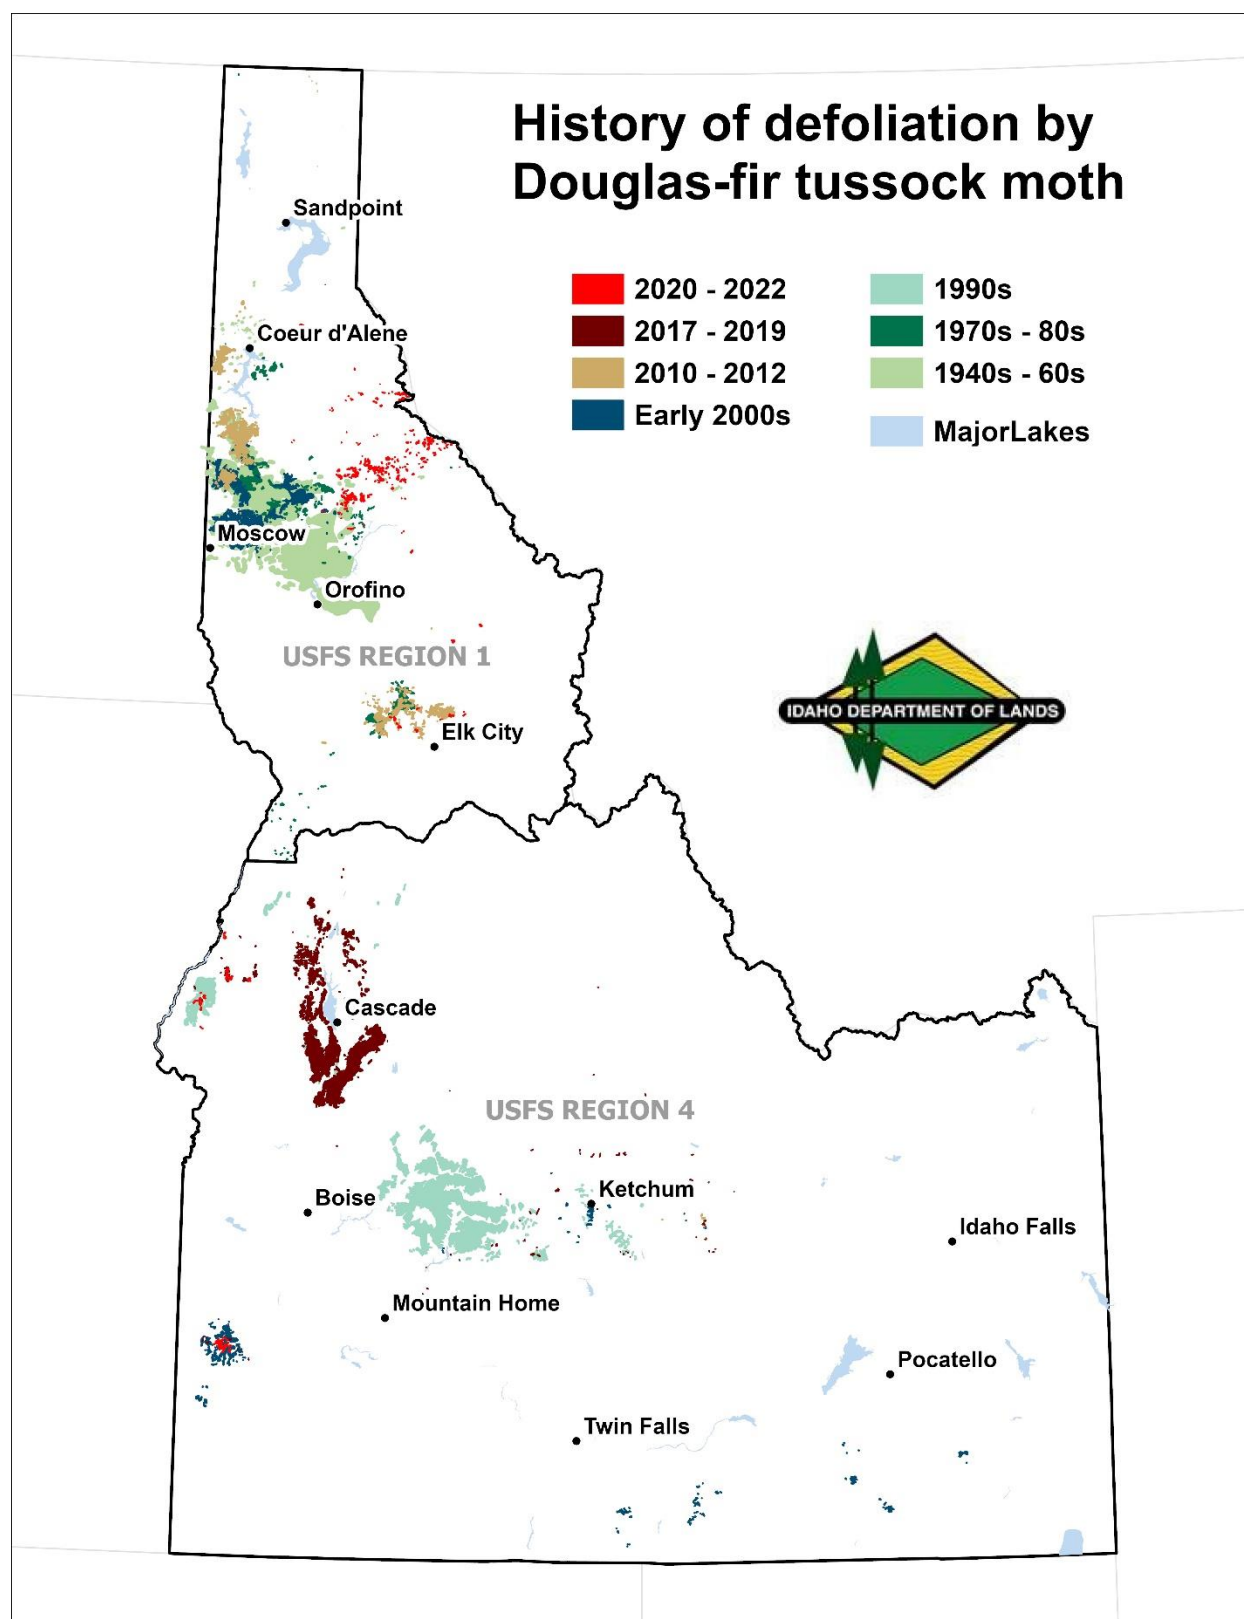 History of defoliation by
Douglas-fir tussock moth
2020 - 2022
2017 - 2019
2010 - 2012
Early 2000s
1990s
1970s - 80s
1940s - 60s
MajorLakes
Sandpoint
Coeur d'Alene
Moscow
Orofino
USFS REGION 1
Elk City
IDAHO DEPARTMENT OF LANDS
Cascade
USFS REGION 4
Boise
Ketchum
Idaho Falls
Mountain Home
Pocatello
Twin Falls